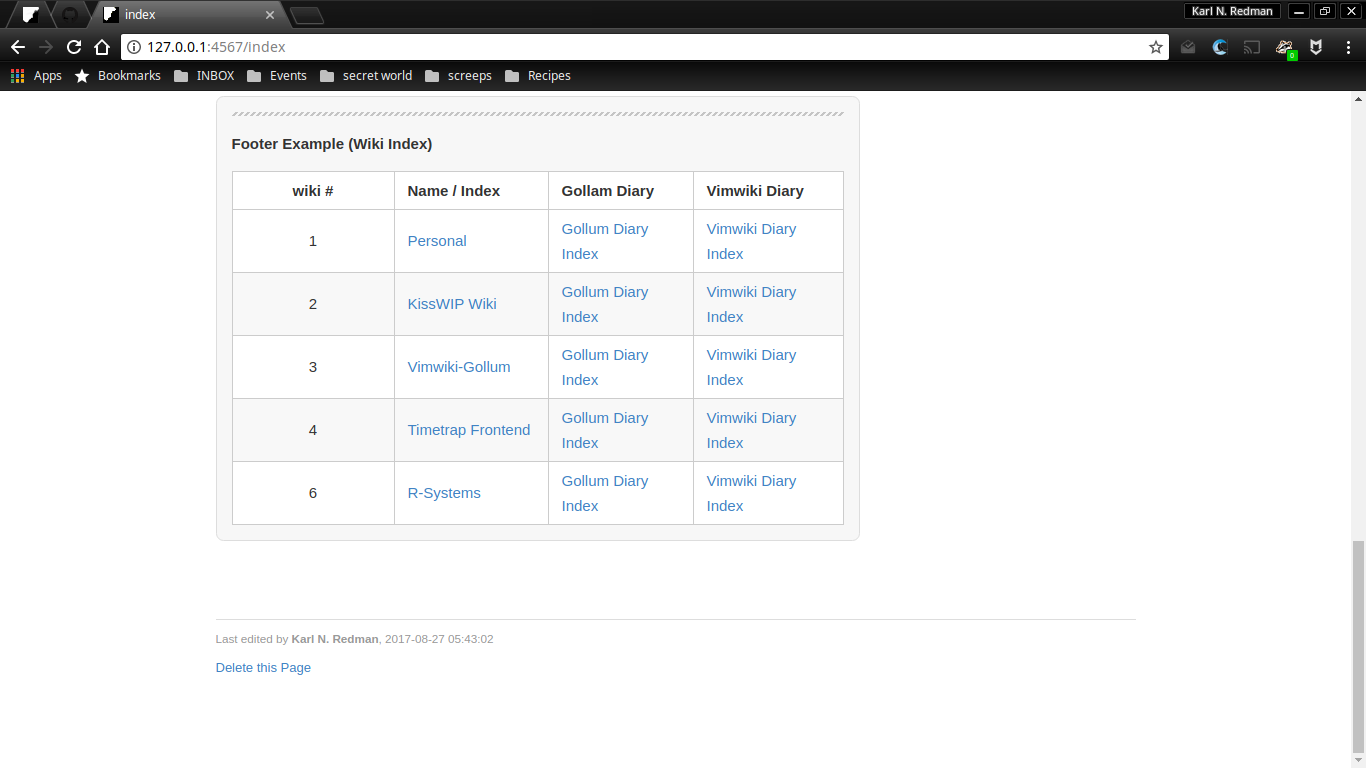 index
Karl N. Redman
127.0.0.1:4567/index
0
Apps Bookmarks INBOX Events secret world screeps Recipes
Footer Example (Wiki Index)
wiki # Name / Index Gollam Diary Vimwiki Diary
1 Personal Gollum Diary Index Vimwiki Diary Index
2 KissWIP Wiki Gollum Diary Index Vimwiki Diary Index
3 Vimwiki-Gollum Gollum Diary Index Vimwiki Diary Index
4 Timetrap Frontend Gollum Diary Index Vimwiki Diary Index
6 R-Systems Gollum Diary Index Vimwiki Diary Index
Last edited by Karl N. Redman, 2017-08-27 05:43:02
Delete this Page